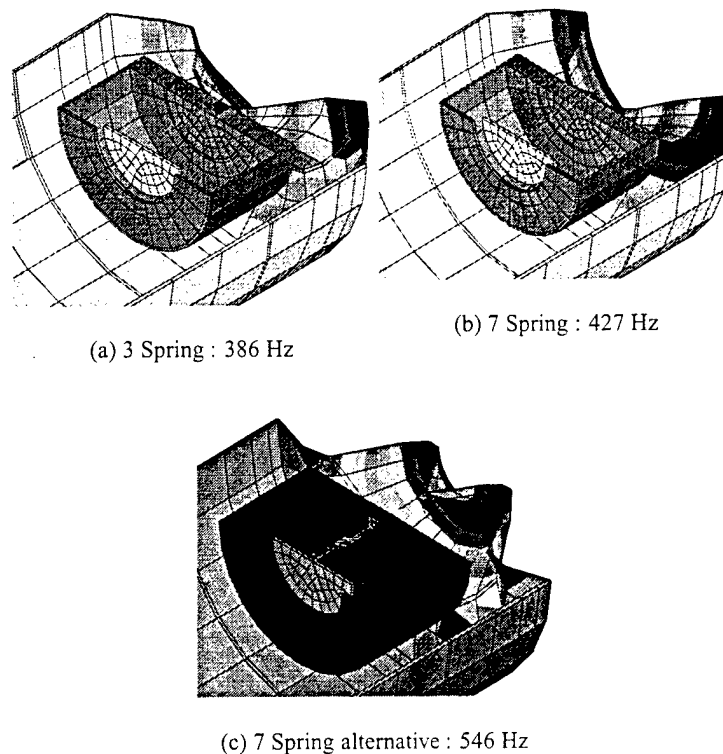 (a) 3 Spring : 386 Hz
(b) 7 Spring : 427 Hz
(c) 7 Spring alternative : 546 Hz